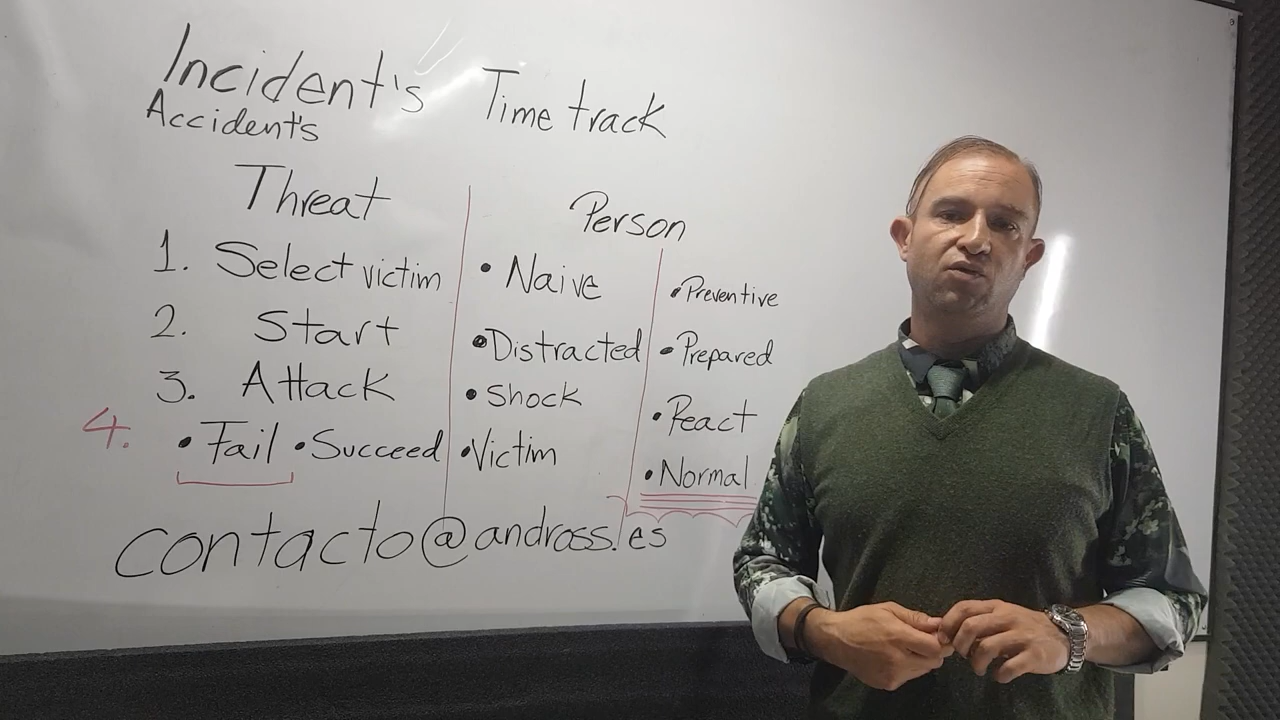 Incident's Time track
Accident's
Threat
Person
1. Select victim
• Naive
• Preventive
2. Start
• Distracted
• Prepared
3. Attack
• Shock
• React
4. • Fail • Succeed
• Victim
• Normal
contacto@andross.es